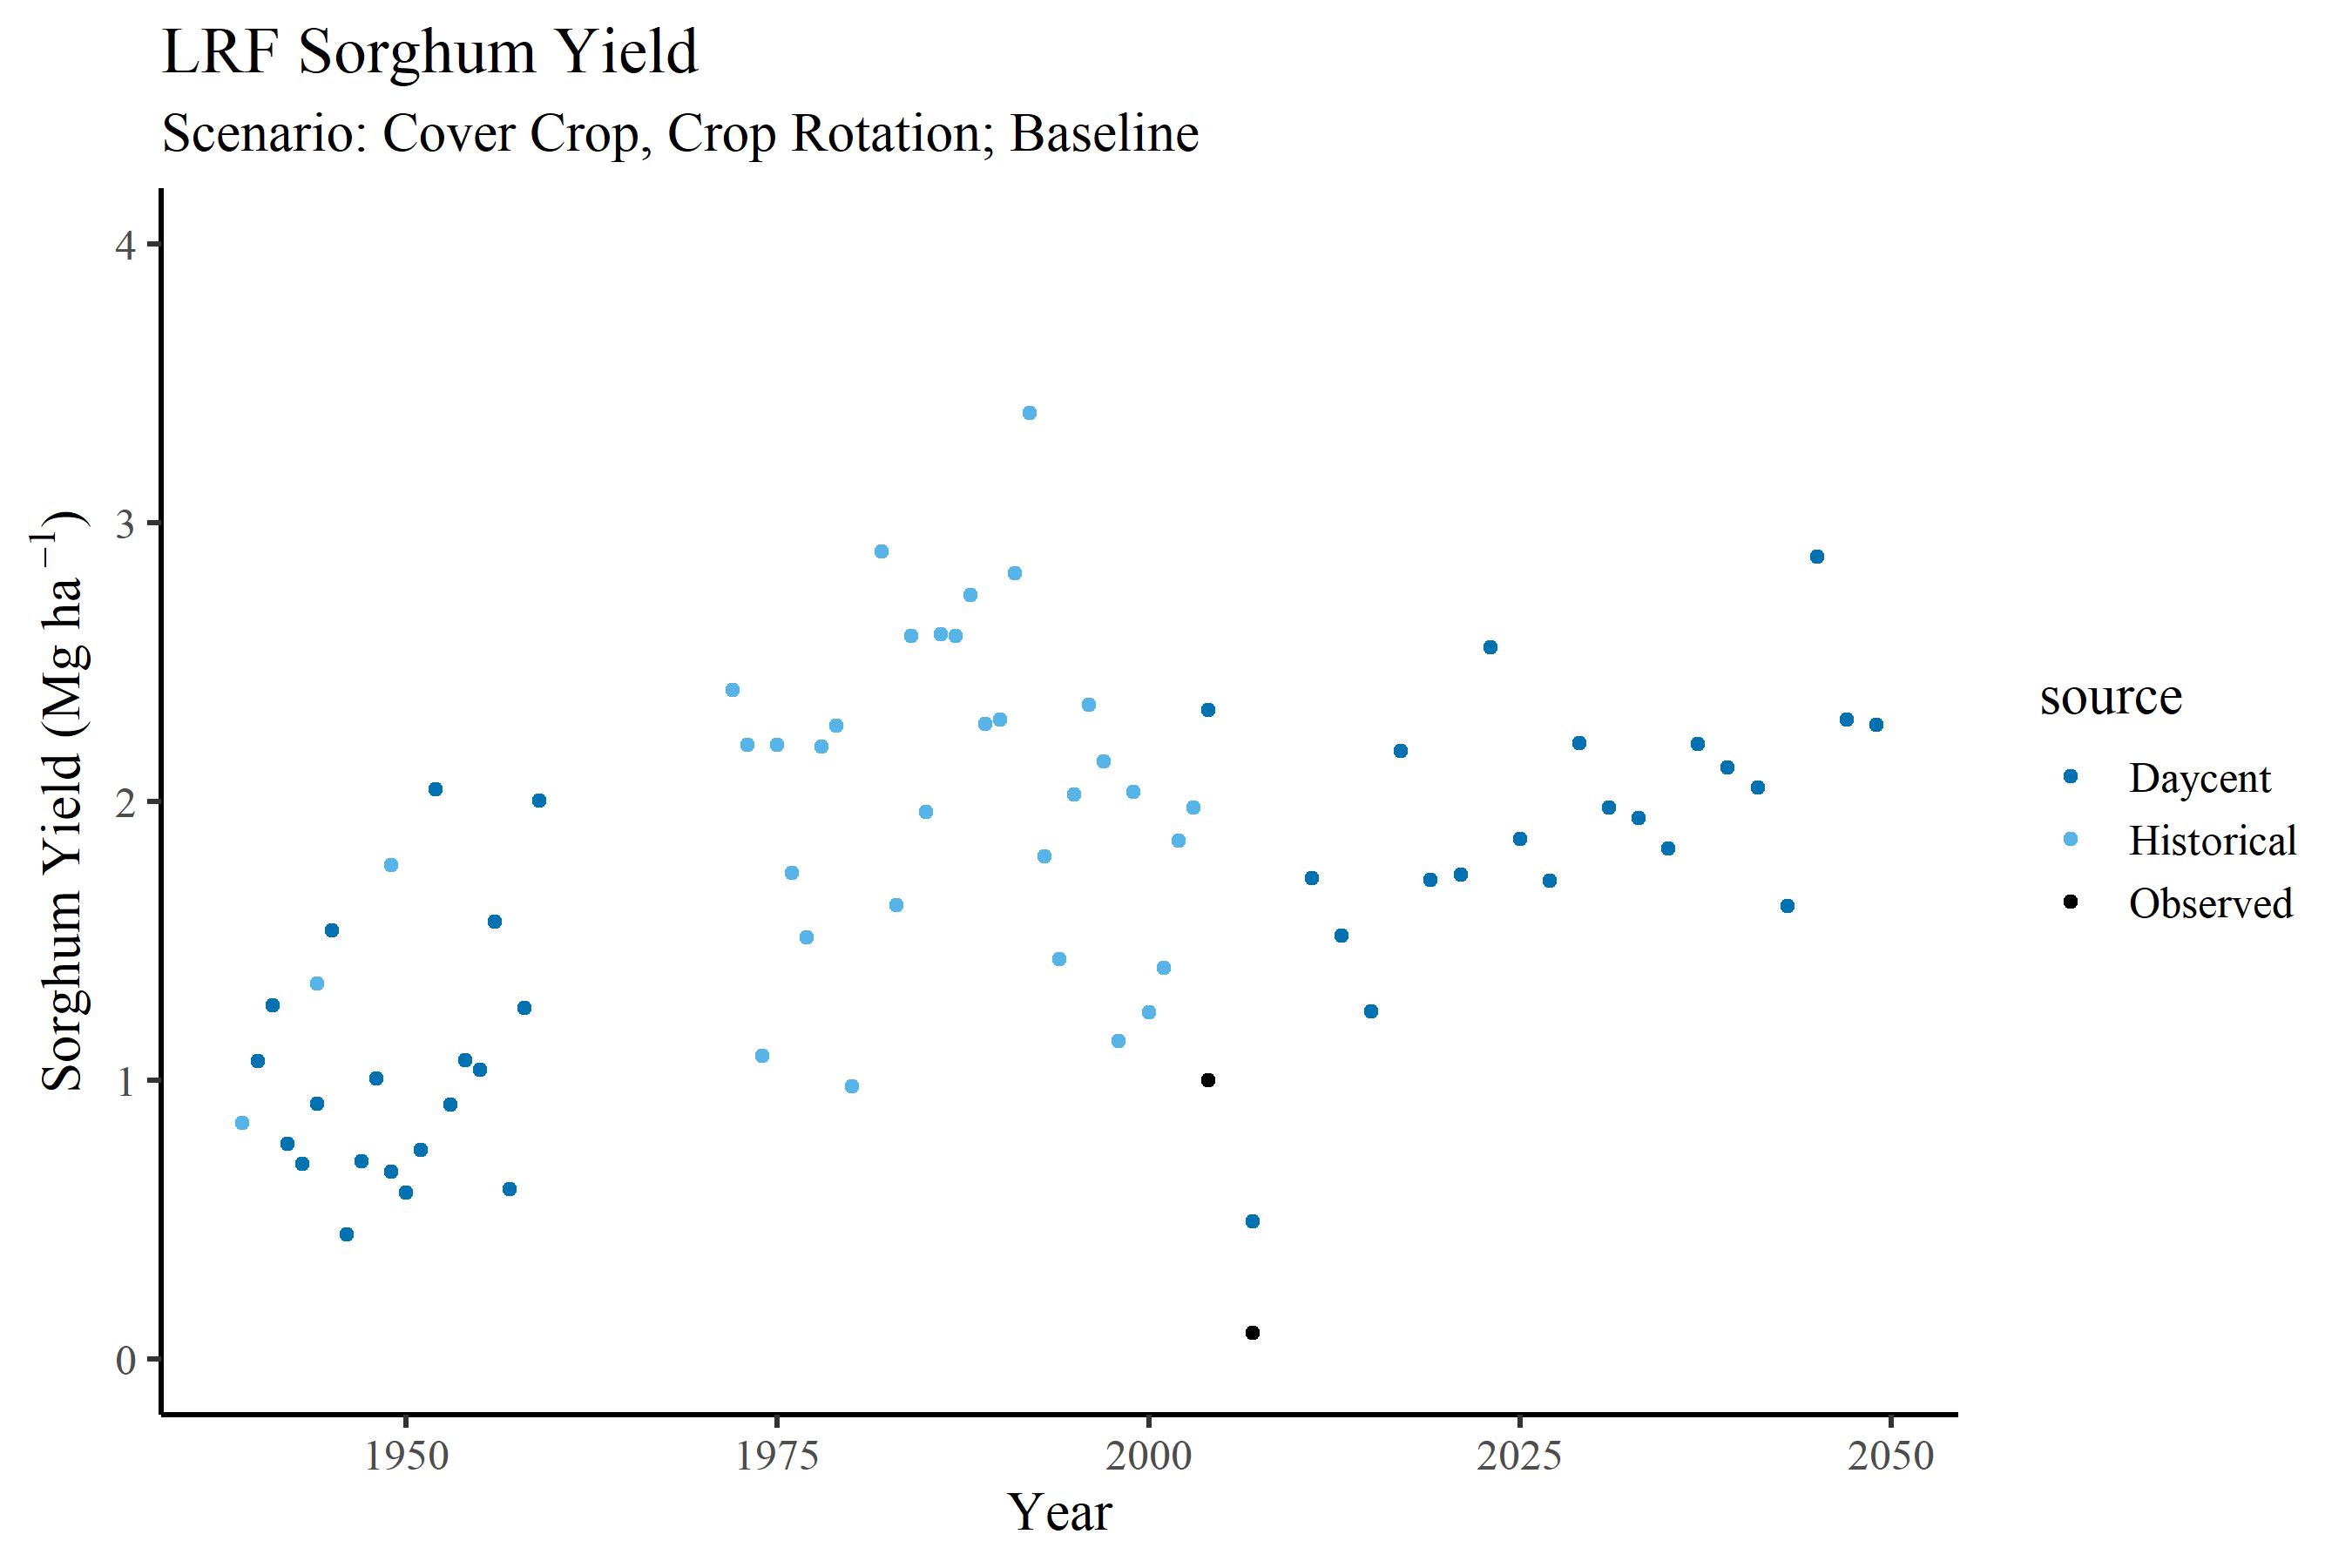 LRF Sorghum Yield
Scenario: Cover Crop, Crop Rotation; Baseline
Sorghum Yield (Mg ha⁻¹)
4
3
2
1
0
1950
1975
2000
2025
2050
Year
source
Daycent
Historical
Observed